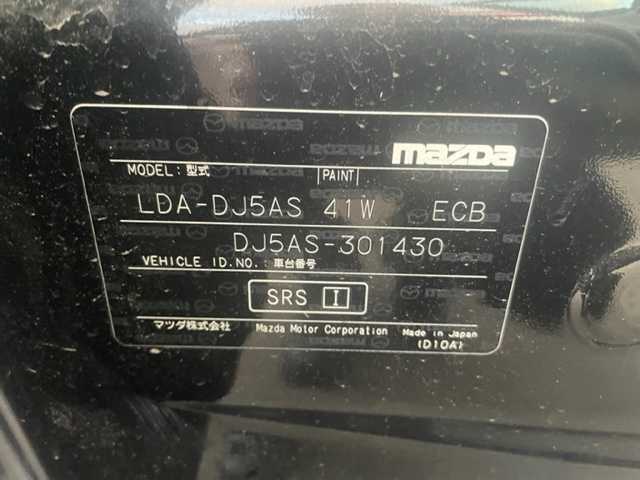 mazda
MODEL:型式 PAINT
LDA-DJ5AS 41W ECB
DJ5AS-301430
VEHICLE ID.NO.:車台番号
SRS I
マツダ株式会社 Mazda Motor Corporation Made in Japan
(D10A)